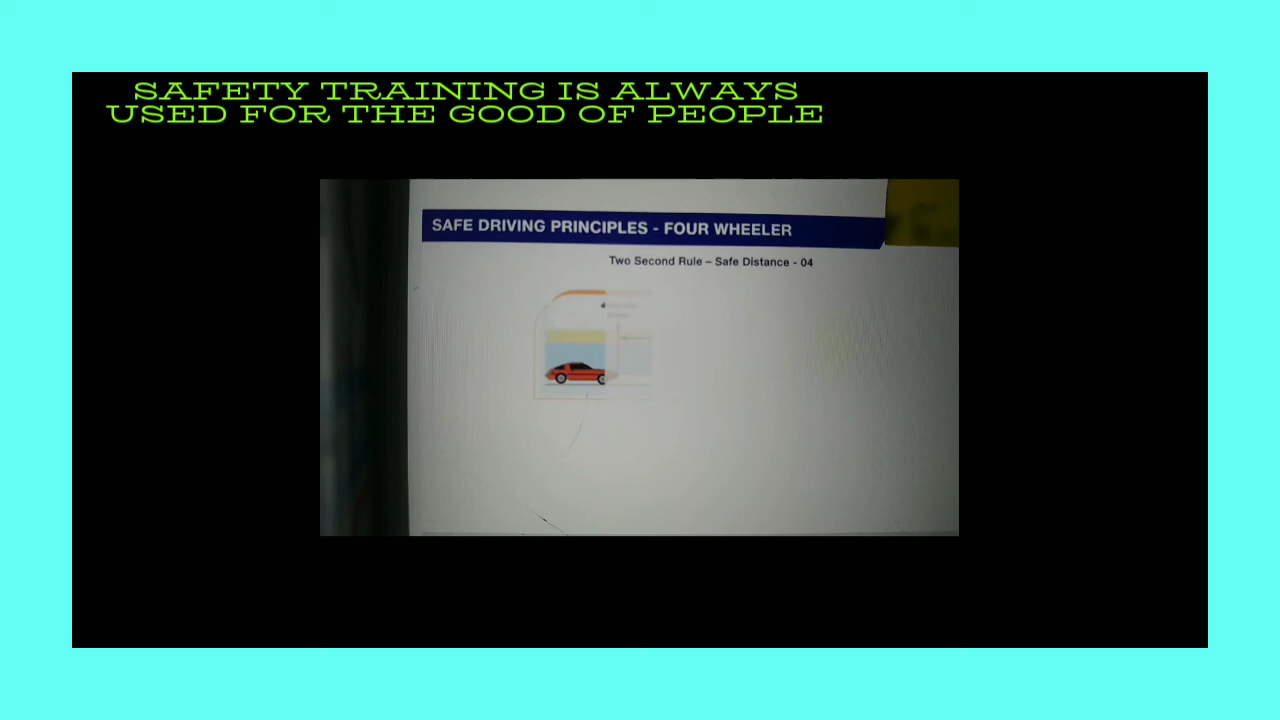 SAFETY TRAINING IS ALWAYS
USED FOR THE GOOD OF PEOPLE
SAFE DRIVING PRINCIPLES - FOUR WHEELER
Two Second Rule – Safe Distance - 04